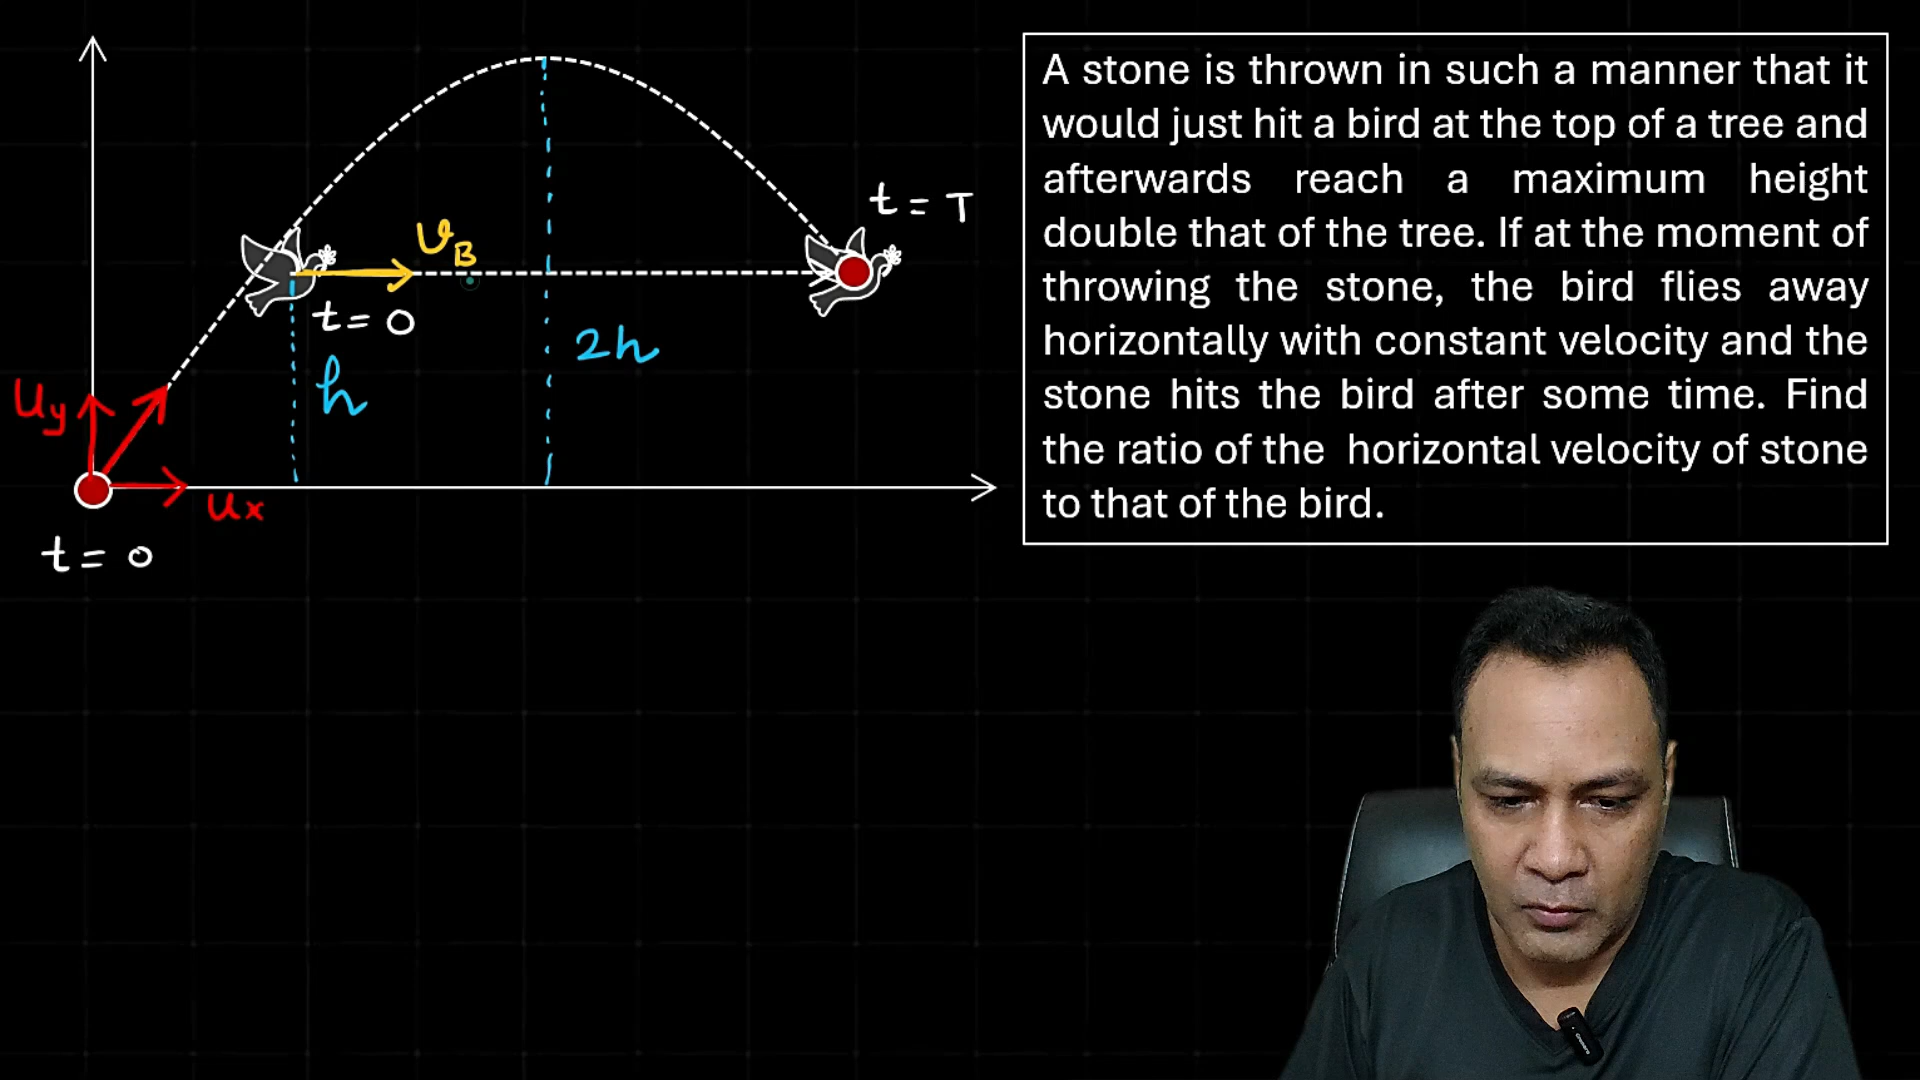 A stone is thrown in such a manner that it
would just hit a bird at the top of a tree and
afterwards reach a maximum height
double that of the tree. If at the moment of
throwing the stone, the bird flies away
horizontally with constant velocity and the
stone hits the bird after some time. Find
the ratio of the horizontal velocity of stone
to that of the bird.
t = T
v_B
t = 0
2h
h
u_y
u_x
t = 0